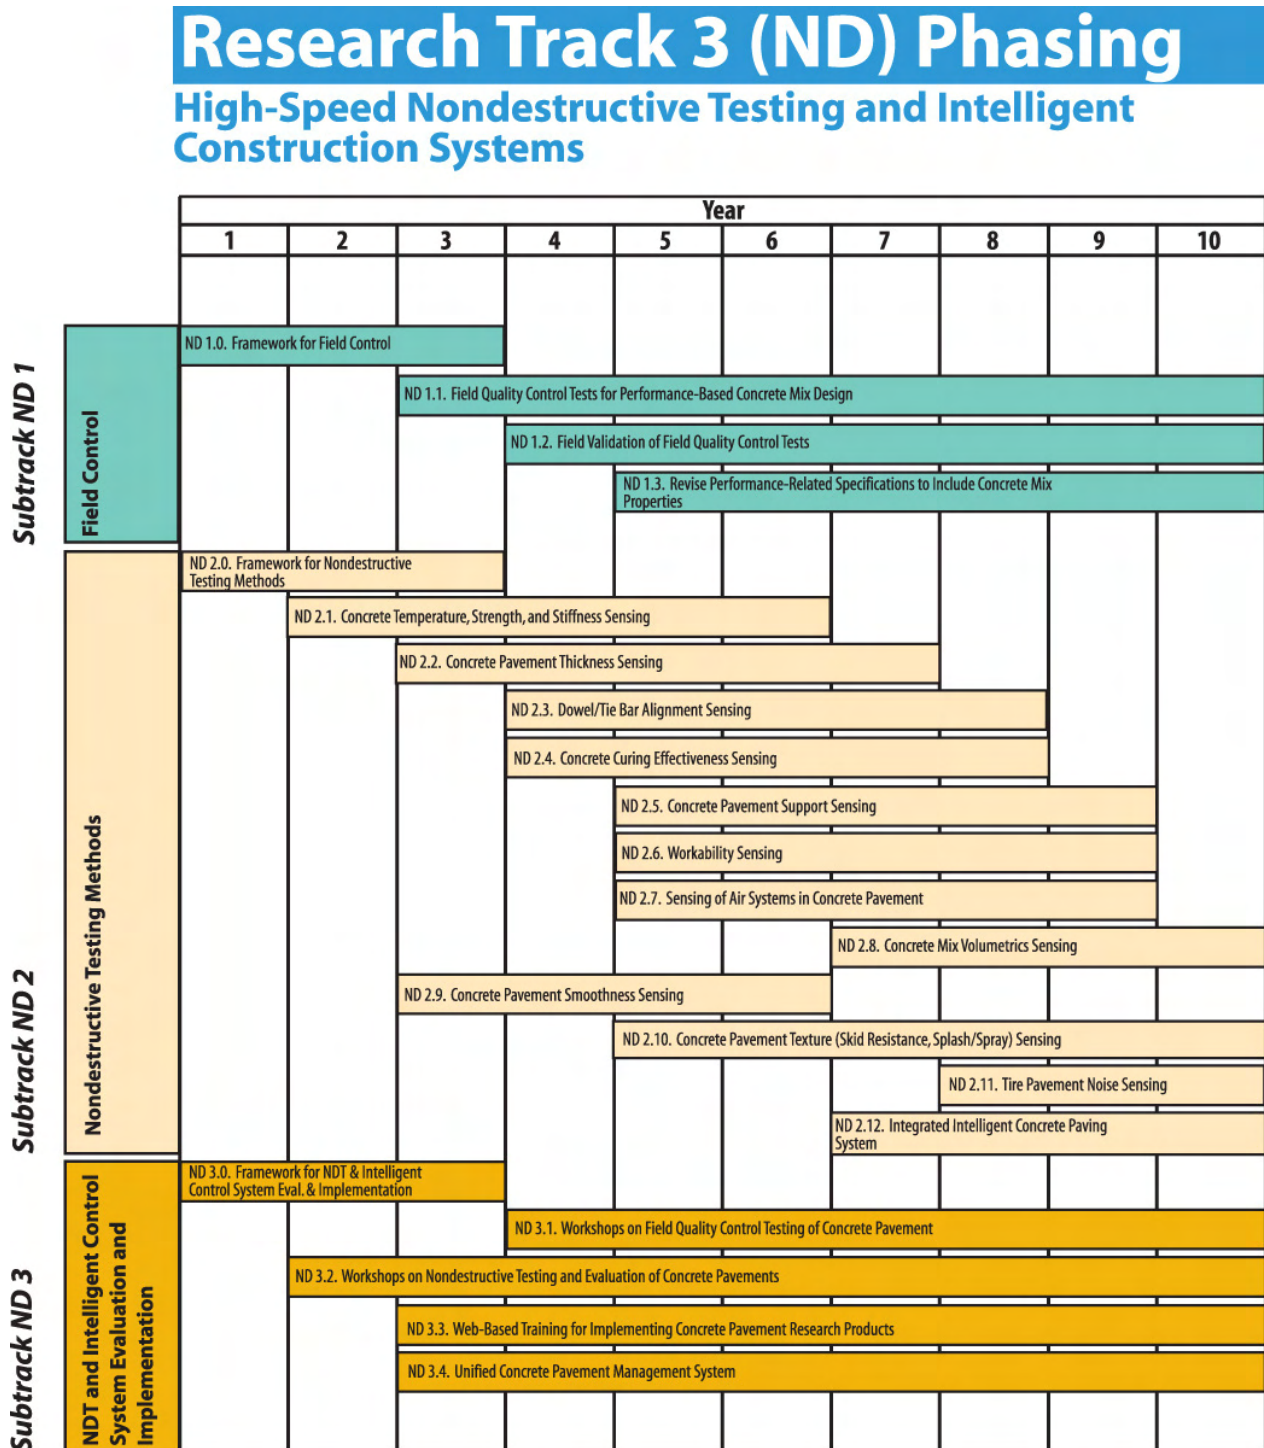 Research Track 3 (ND) Phasing
High-Speed Nondestructive Testing and Intelligent
Construction Systems
Year
1 2 3 4 5 6 7 8 9 10
Subtrack ND 1
Field Control
ND 1.0. Framework for Field Control
ND 1.1. Field Quality Control Tests for Performance-Based Concrete Mix Design
ND 1.2. Field Validation of Field Quality Control Tests
ND 1.3. Revise Performance-Related Specifications to Include Concrete Mix
Properties
Subtrack ND 2
Nondestructive Testing Methods
ND 2.0. Framework for Nondestructive
Testing Methods
ND 2.1. Concrete Temperature, Strength, and Stiffness Sensing
ND 2.2. Concrete Pavement Thickness Sensing
ND 2.3. Dowel/Tie Bar Alignment Sensing
ND 2.4. Concrete Curing Effectiveness Sensing
ND 2.5. Concrete Pavement Support Sensing
ND 2.6. Workability Sensing
ND 2.7. Sensing of Air Systems in Concrete Pavement
ND 2.8. Concrete Mix Volumetrics Sensing
ND 2.9. Concrete Pavement Smoothness Sensing
ND 2.10. Concrete Pavement Texture (Skid Resistance, Splash/Spray) Sensing
ND 2.11. Tire Pavement Noise Sensing
ND 2.12. Integrated Intelligent Concrete Paving
System
Subtrack ND 3
NDT and Intelligent Control
System Evaluation and
Implementation
ND 3.0. Framework for NDT & Intelligent
Control System Eval. & Implementation
ND 3.1. Workshops on Field Quality Control Testing of Concrete Pavement
ND 3.2. Workshops on Nondestructive Testing and Evaluation of Concrete Pavements
ND 3.3. Web-Based Training for Implementing Concrete Pavement Research Products
ND 3.4. Unified Concrete Pavement Management System